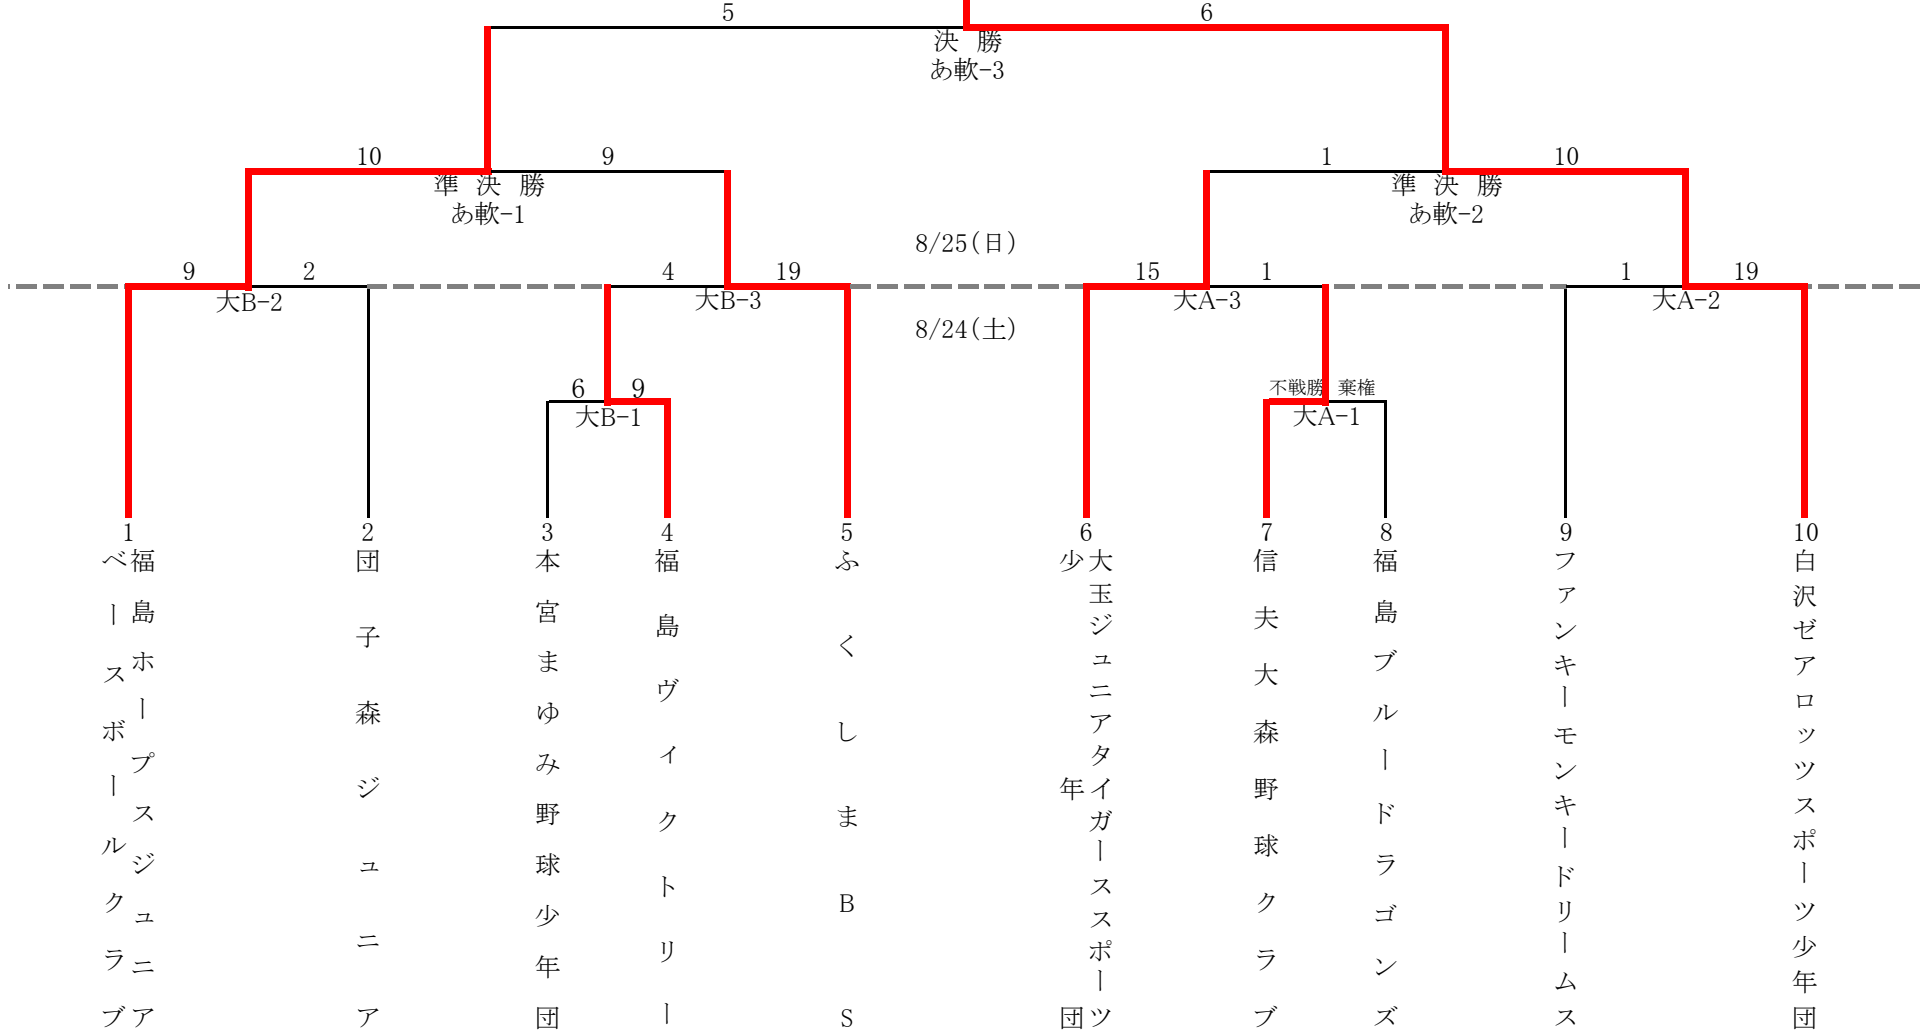 5 6
決 勝
あ軟-3
10 9 1 10
準 決 勝 準 決 勝
あ軟-1 あ軟-2
8/25(日)
9 2 4 19 15 1 1 19
大B-2 大B-3 大A-3 大A-2
8/24(土)
6 9 不戦勝 棄権
大B-1 大A-1
1 2 3 4 5 6 7 8 9 10
福島ホープスジュニア
ベースボールクラブ
団子森ジュニア
本宮まゆみ野球少年団
福島ヴィクトリー
ふくしまBS
大玉ジュニアタイガーススポーツ
少年団
信夫大森野球クラブ
福島ブルードラゴンズ
ファンキーモンキードリームス
白沢ゼアロッツスポーツ少年団